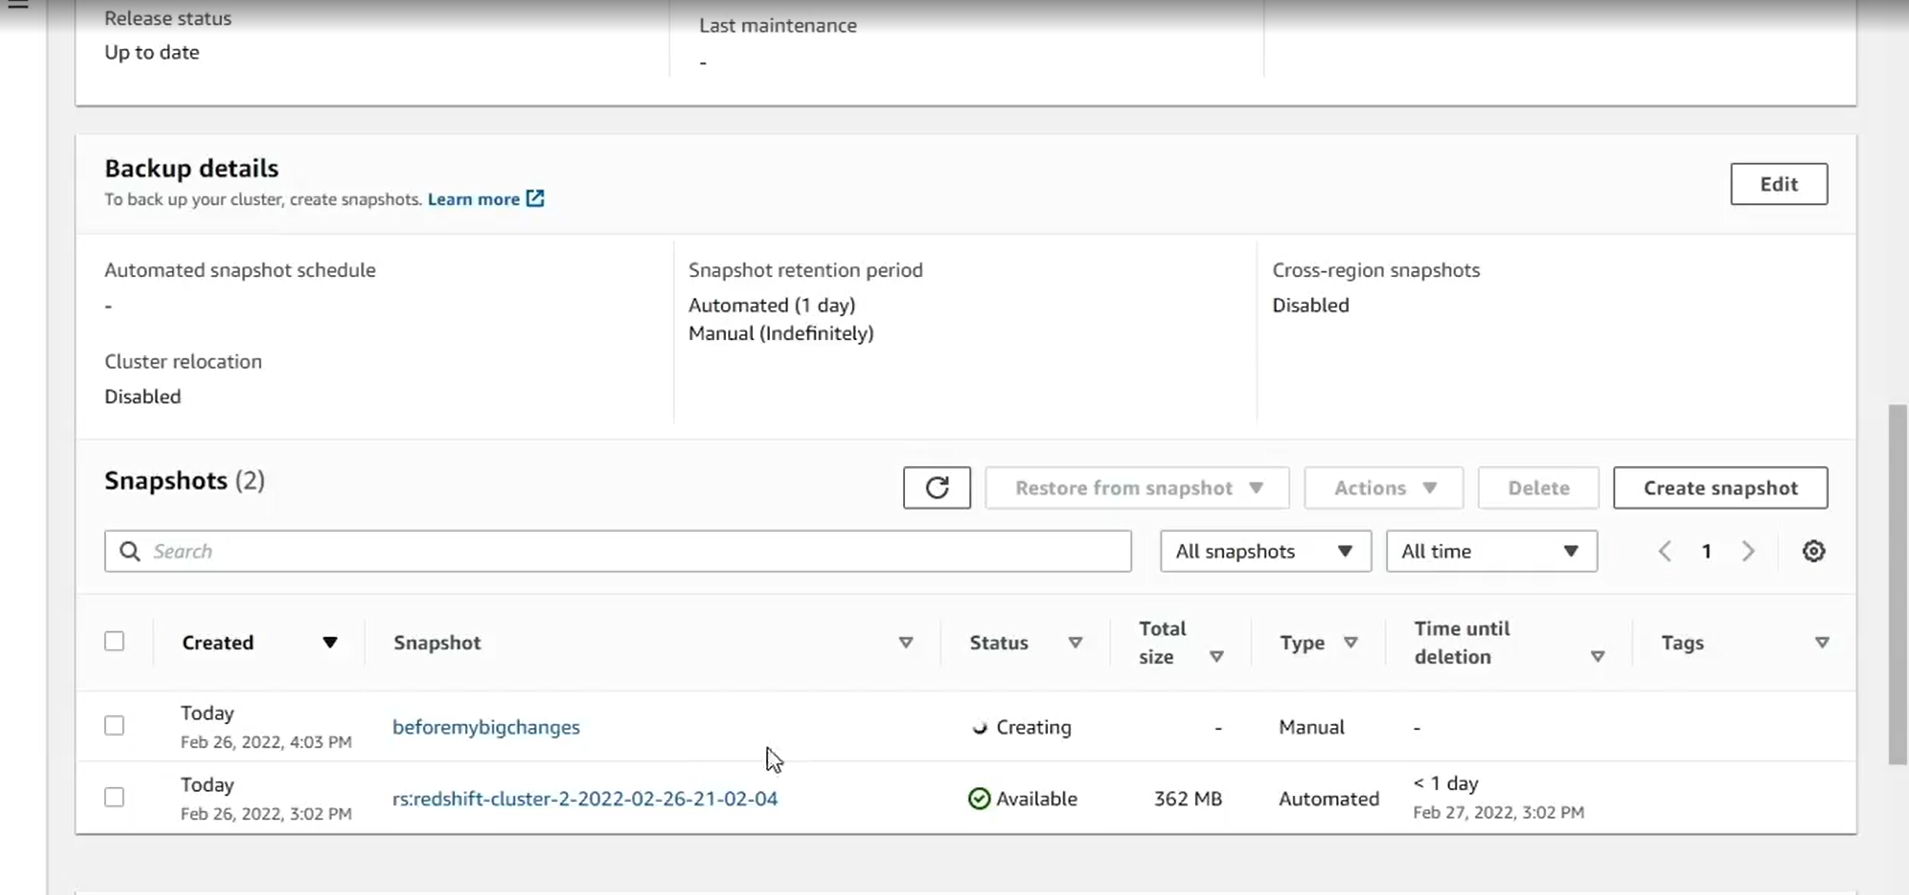 Release status
Up to date
Last maintenance
-
Backup details
To back up your cluster, create snapshots. Learn more
Edit
Automated snapshot schedule
-
Cluster relocation
Disabled
Snapshot retention period
Automated (1 day)
Manual (Indefinitely)
Cross-region snapshots
Disabled
Snapshots (2)
Restore from snapshot
Actions
Delete
Create snapshot
Search
All snapshots
All time
1
Created
Snapshot
Status
Total
size
Type
Time until
deletion
Tags
Today
Feb 26, 2022, 4:03 PM
beforemybigchanges
Creating
-
Manual
-
Today
Feb 26, 2022, 3:02 PM
rs:redshift-cluster-2-2022-02-26-21-02-04
Available
362 MB
Automated
< 1 day
Feb 27, 2022, 3:02 PM